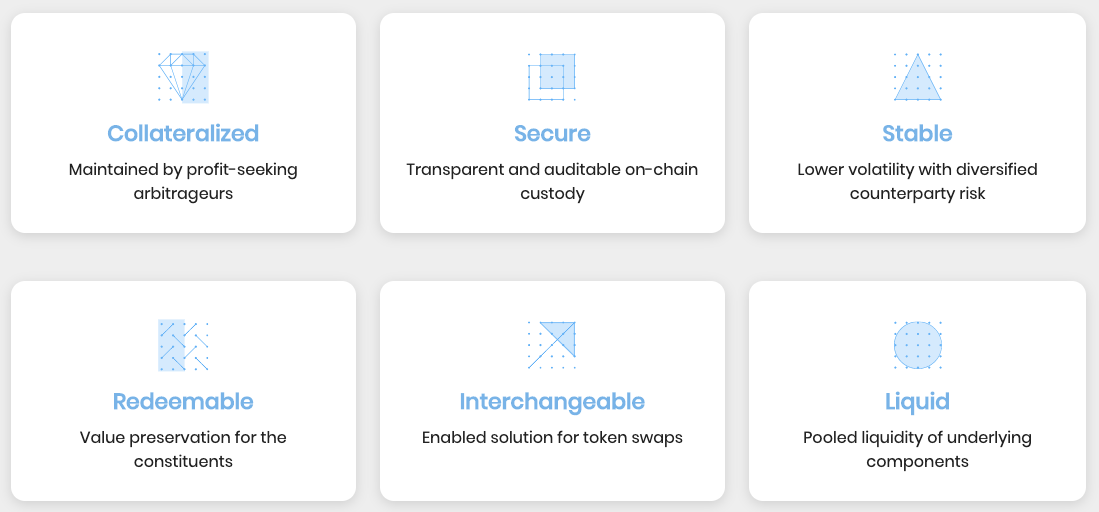 Collateralized
Maintained by profit-seeking
arbitrageurs
Secure
Transparent and auditable on-chain
custody
Stable
Lower volatility with diversified
counterparty risk
Redeemable
Value preservation for the
constituents
Interchangeable
Enabled solution for token swaps
Liquid
Pooled liquidity of underlying
components